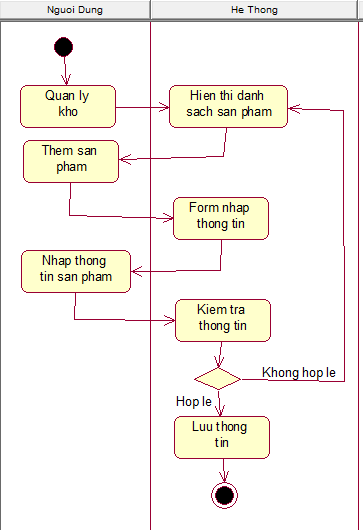 Nguoi Dung
He Thong
Quan ly
kho
Hien thi danh
sach san pham
Them san
pham
Form nhap
thong tin
Nhap thong
tin san pham
Kiem tra
thong tin
Khong hop le
Hop le
Luu thong
tin